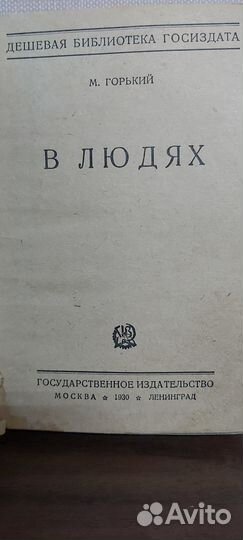 ДЕШЕВАЯ БИБЛИОТЕКА ГОСИЗДАТА
М. ГОРЬКИЙ
В ЛЮДЯХ
ГОСУДАРСТВЕННОЕ ИЗДАТЕЛЬСТВО
МОСКВА ★ 1930 ★ ЛЕНИНГРАД
Avito